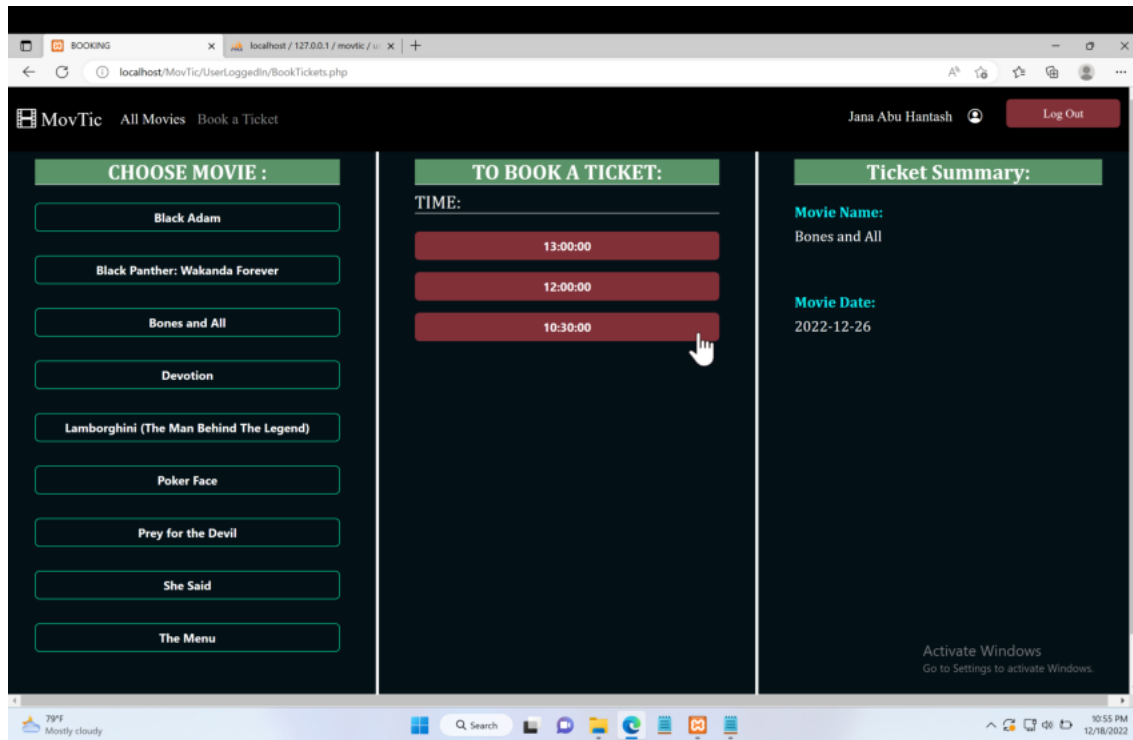 BOOKING
localhost / 127.0.0.1 / movtic / u
localhost/MovTic/UserLoggedIn/BookTickets.php
MovTic All Movies Book a Ticket Jana Abu Hantash Log Out
CHOOSE MOVIE :
Black Adam
Black Panther: Wakanda Forever
Bones and All
Devotion
Lamborghini (The Man Behind The Legend)
Poker Face
Prey for the Devil
She Said
The Menu
TO BOOK A TICKET:
TIME:
13:00:00
12:00:00
10:30:00
Ticket Summary:
Movie Name:
Bones and All
Movie Date:
2022-12-26
Activate Windows
Go to Settings to activate Windows.
79°F
Mostly cloudy
Search
10:55 PM
12/18/2022